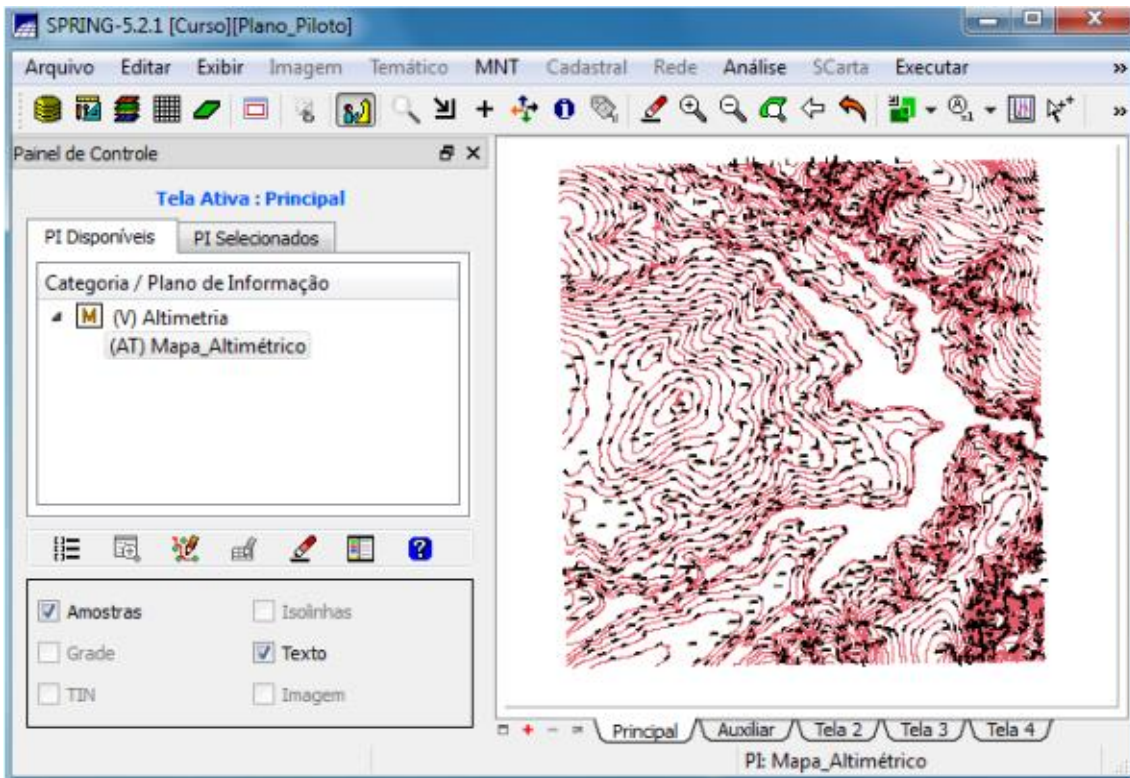 SPRING-5.2.1 [Curso][Plano_Piloto]
Arquivo Editar Exibir Imagem Temático MNT Cadastral Rede Análise SCarta Executar »
Painel de Controle
Tela Ativa : Principal
PI Disponíveis PI Selecionados
Categoria / Plano de Informação
M (V) Altimetria
(AT) Mapa_Altimétrico
Amostras Isolinhas
Grade Texto
TIN Imagem
Principal Auxiliar Tela 2 Tela 3 Tela 4
PI: Mapa_Altimétrico